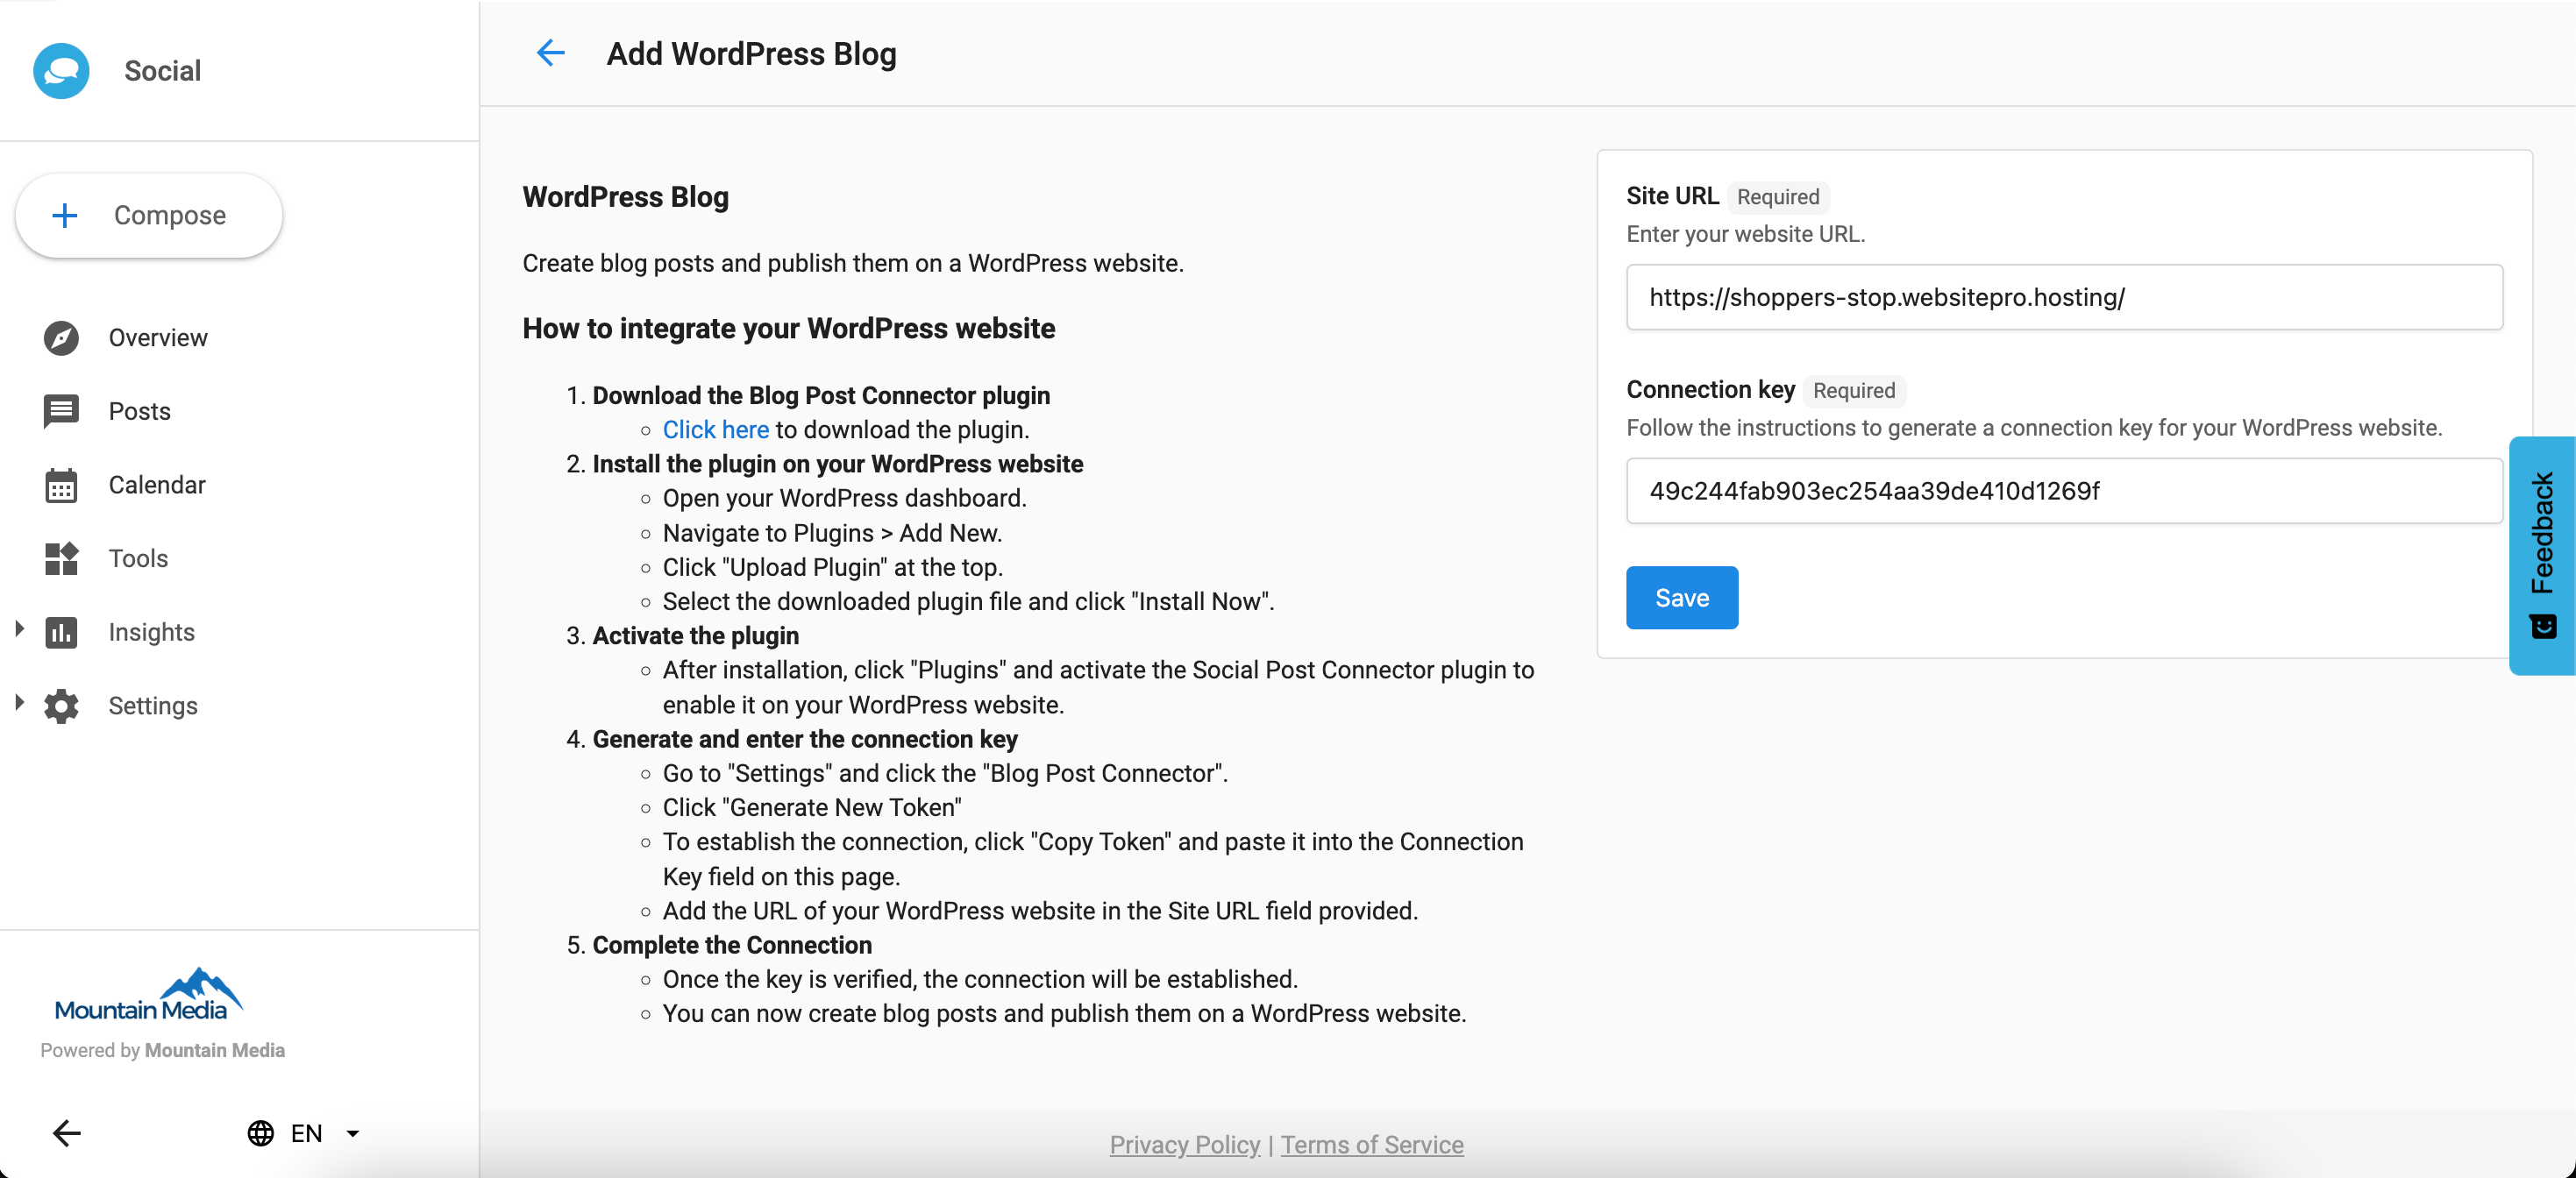 Social
Compose
Overview
Posts
Calendar
Tools
Insights
Settings
Mountain Media
Powered by Mountain Media
EN
Add WordPress Blog
WordPress Blog
Create blog posts and publish them on a WordPress website.
How to integrate your WordPress website
1. Download the Blog Post Connector plugin
Click here to download the plugin.
2. Install the plugin on your WordPress website
Open your WordPress dashboard.
Navigate to Plugins > Add New.
Click "Upload Plugin" at the top.
Select the downloaded plugin file and click "Install Now".
3. Activate the plugin
After installation, click "Plugins" and activate the Social Post Connector plugin to
enable it on your WordPress website.
4. Generate and enter the connection key
Go to "Settings" and click the "Blog Post Connector".
Click "Generate New Token"
To establish the connection, click "Copy Token" and paste it into the Connection
Key field on this page.
Add the URL of your WordPress website in the Site URL field provided.
5. Complete the Connection
Once the key is verified, the connection will be established.
You can now create blog posts and publish them on a WordPress website.
Site URL Required
Enter your website URL.
https://shoppers-stop.websitepro.hosting/
Connection key Required
Follow the instructions to generate a connection key for your WordPress website.
49c244fab903ec254aa39de410d1269f
Save
Feedback
Privacy Policy | Terms of Service